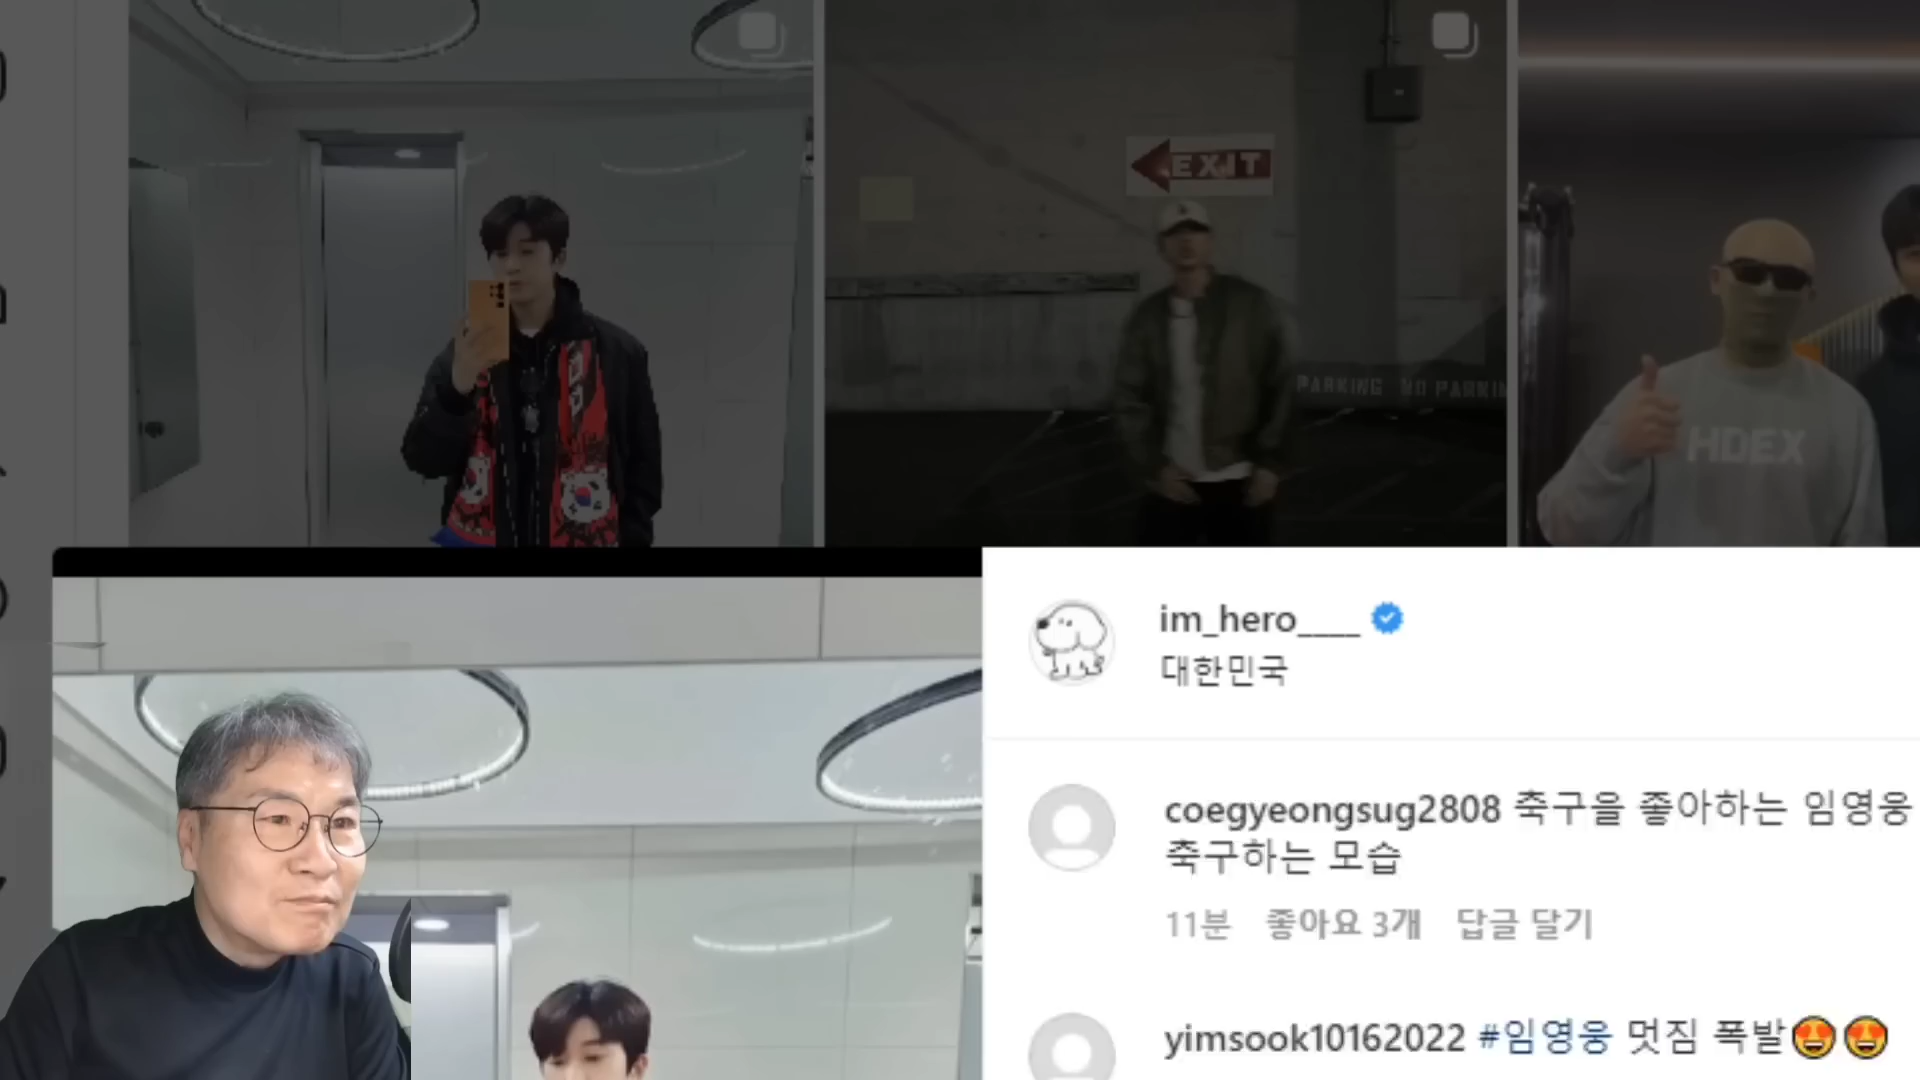 EXIT
PARKING NO PARKIN
HDEX
im_hero____
대한민국
coegyeongsug2808 축구을 좋아하는 임영웅
축구하는 모습
11분 좋아요 3개 답글 달기
yimsook10162022 #임영웅 멋짐 폭발😍😍